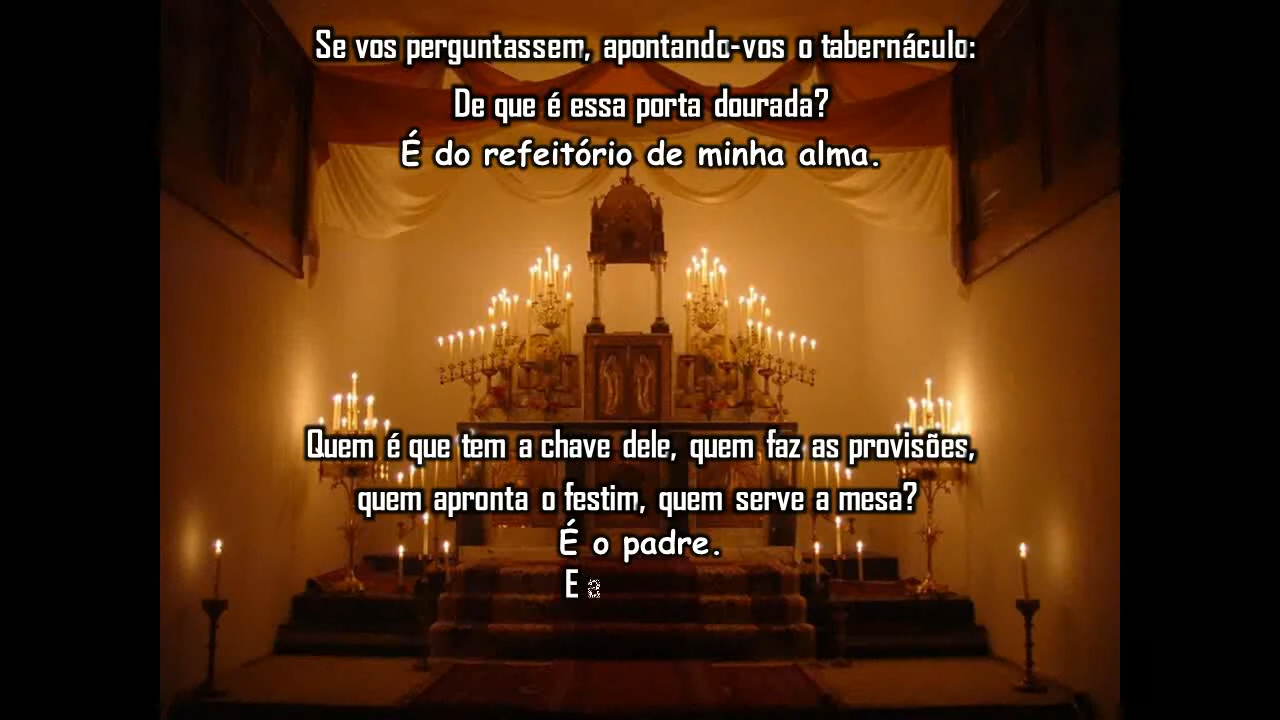 Se vos perguntassem, apontando-vos o tabernáculo:
De que é essa porta dourada?
É do refeitório de minha alma.
Quem é que tem a chave dele, quem faz as provisões,
quem apronta o festim, quem serve a mesa?
É o padre.
E